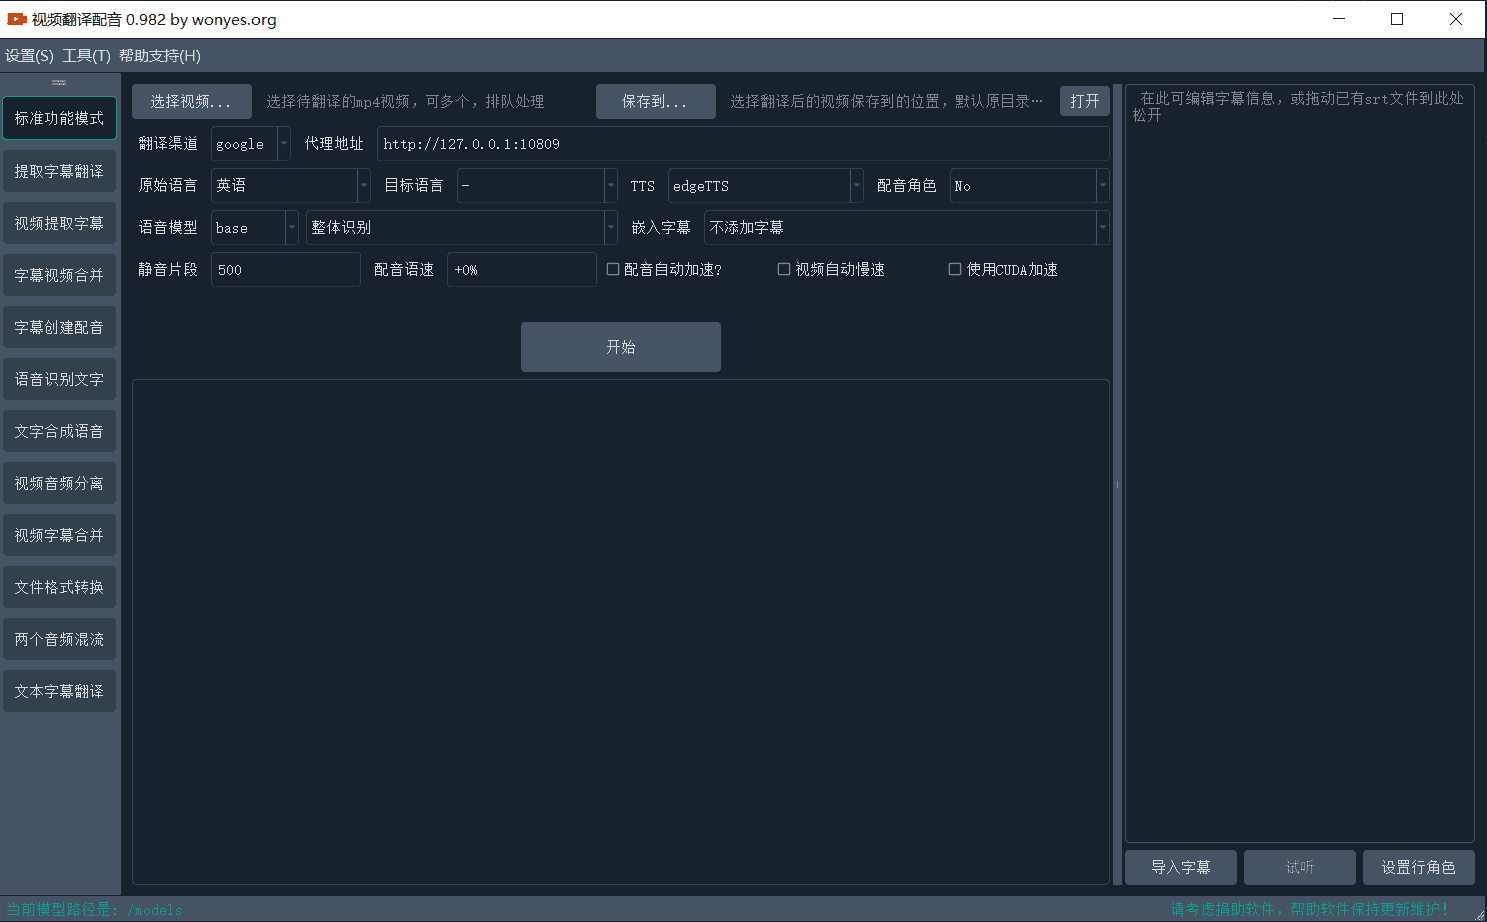 视频翻译配音 0.982 by wonyes.org
设置(S) 工具(T) 帮助支持(H)
标准功能模式
提取字幕翻译
视频提取字幕
字幕视频合并
字幕创建配音
语音识别文字
文字合成语音
视频音频分离
视频字幕合并
文件格式转换
两个音频混流
文本字幕翻译
选择视频... 选择待翻译的mp4视频，可多个，排队处理 保存到... 选择翻译后的视频保存到的位置，默认原目录… 打开
翻译渠道 google 代理地址 http://127.0.0.1:10809
原始语言 英语 目标语言 - TTS edgeTTS 配音角色 No
语音模型 base 整体识别 嵌入字幕 不添加字幕
静音片段 500 配音语速 +0% 配音自动加速? 视频自动慢速 使用CUDA加速
开始
在此可编辑字幕信息，或拖动已有srt文件到此处
松开
导入字幕 试听 设置行角色
当前模型路径是: /models
请考虑捐助软件，帮助软件保持更新维护！